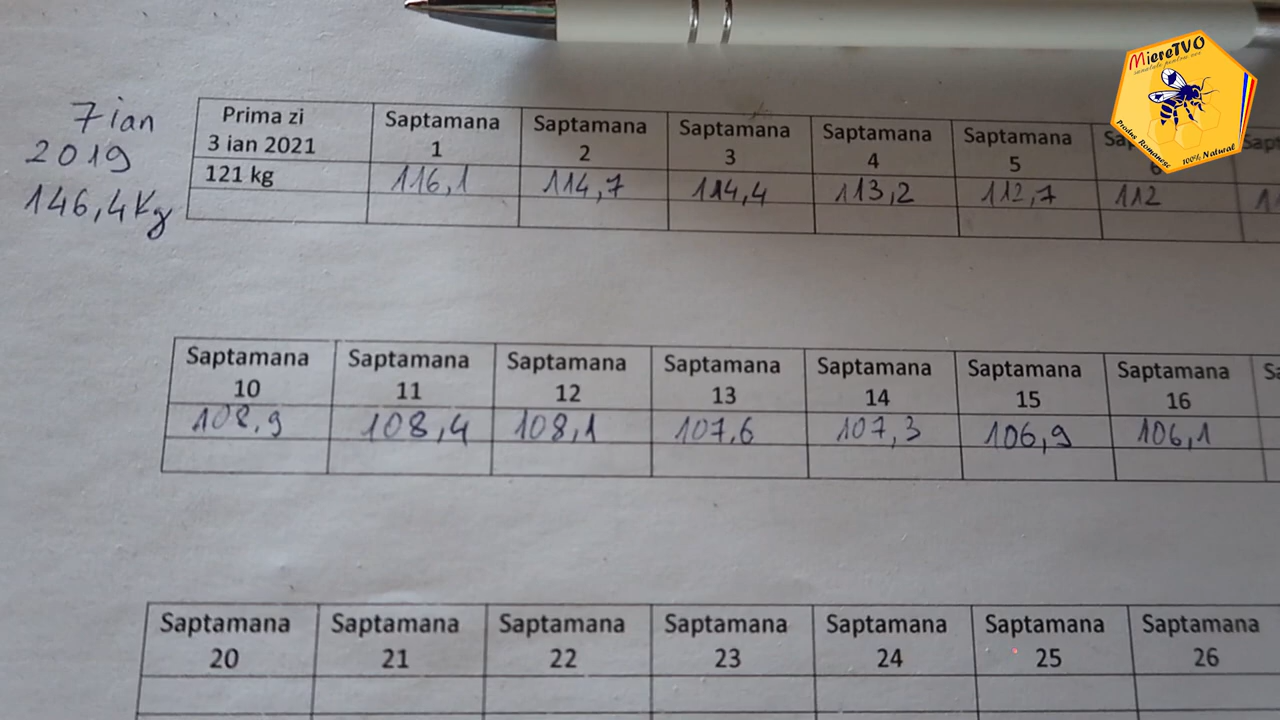 MiereTVO
Produs Romanesc
100% Natural
7 ian
2019
146,4 Kg
Prima zi
3 ian 2021
Saptamana
1
Saptamana
2
Saptamana
3
Saptamana
4
Saptamana
5
6
121 kg
116,1
114,7
114,4
113,2
112,7
112
Saptamana
10
Saptamana
11
Saptamana
12
Saptamana
13
Saptamana
14
Saptamana
15
Saptamana
16
108,9
108,4
108,1
107,6
107,3
106,9
106,1
Saptamana
20
Saptamana
21
Saptamana
22
Saptamana
23
Saptamana
24
Saptamana
25
Saptamana
26